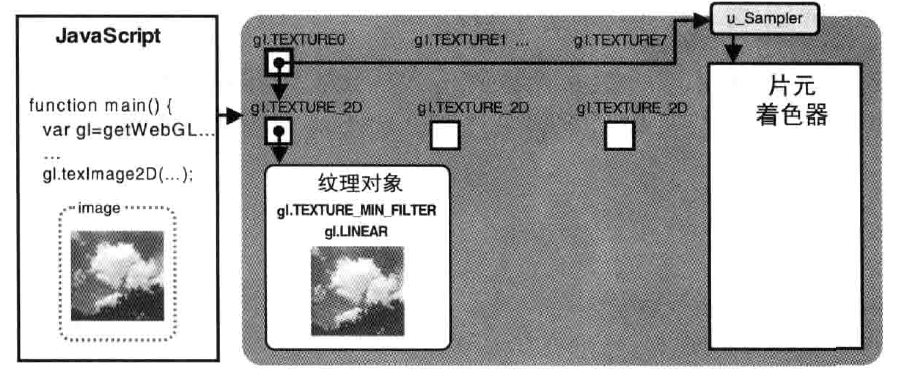 JavaScript
function main() {
var gl=getWebGL...
...
gl.texImage2D(...);
image
gl.TEXTURE0
gl.TEXTURE1 ...
gl.TEXTURE7
u_Sampler
gl.TEXTURE_2D
gl.TEXTURE_2D
gl.TEXTURE_2D
片元
着色器
纹理对象
gl.TEXTURE_MIN_FILTER
gl.LINEAR